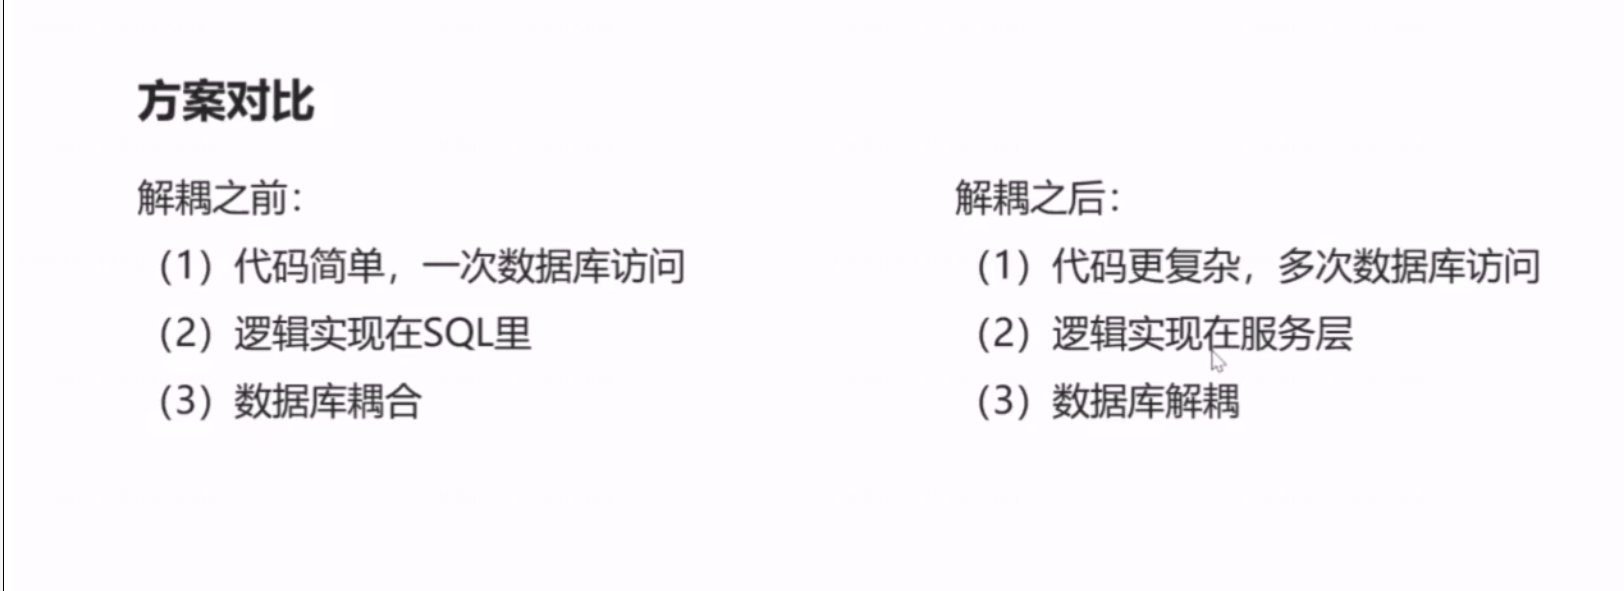 方案对比
解耦之前：
（1）代码简单，一次数据库访问
（2）逻辑实现在SQL里
（3）数据库耦合
解耦之后：
（1）代码更复杂，多次数据库访问
（2）逻辑实现在服务层
（3）数据库解耦